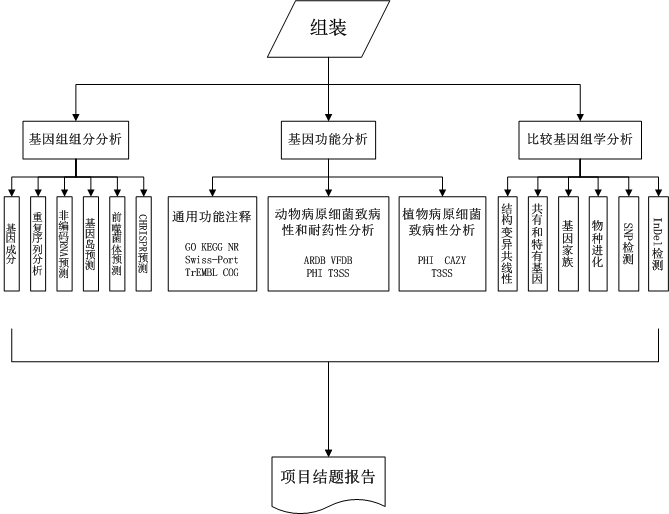 组装
基因组组分分析
基因功能分析
比较基因组学分析
基因成分
重复序列分析
非编码DNA预测
基因岛预测
前噬菌体预测
CHRISPR预测
通用功能注释
GO KEGG NR
Swiss-Port
TrEMBL COG
动物病原细菌致病
性和耐药性分析
ARDB VFDB
PHI T3SS
植物病原细菌
致病性分析
PHI CAZY
T3SS
结构变异共线性
共有和特有基因
基因家族
物种进化
SNP检测
InDel检测
项目结题报告